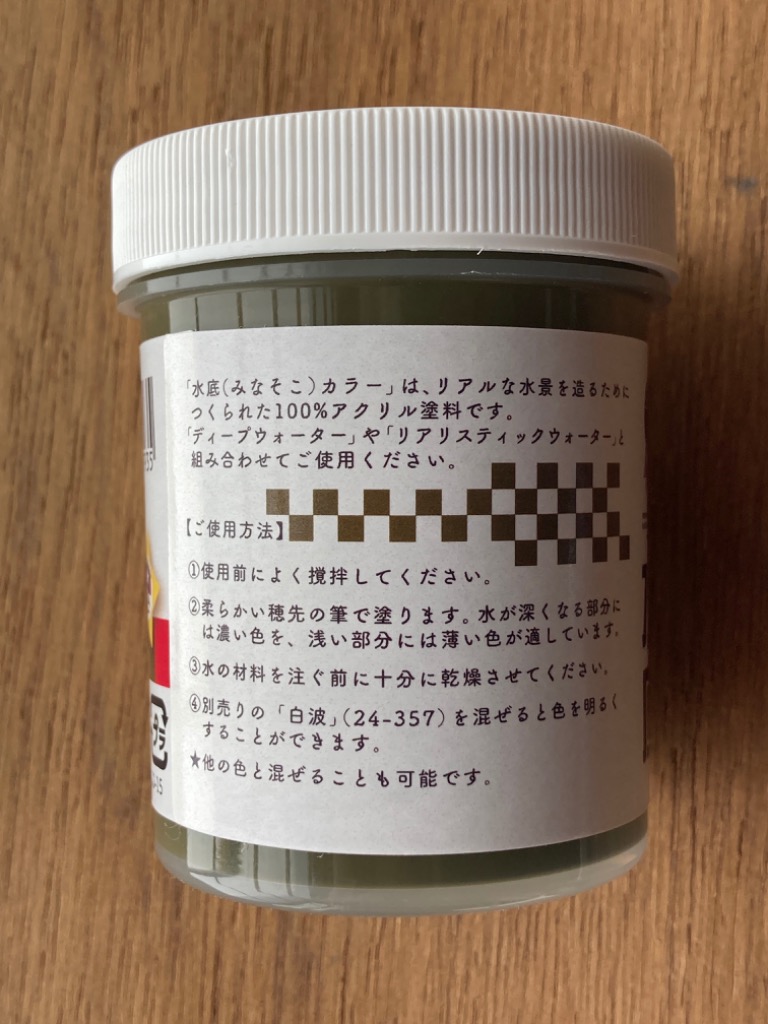 「水底(みなそこ)カラー」は、リアルな水景を造るために
つくられた100%アクリル塗料です。
「ディープウォーター」や「リアリスティックウォーター」と
組み合わせてご使用ください。
【ご使用方法】
①使用前によく撹拌してください。
②柔らかい穂先の筆で塗ります。水が深くなる部分に
は濃い色を、浅い部分には薄い色が適しています。
③水の材料を注ぐ前に十分に乾燥させてください。
④別売りの「白波」(24-357)を混ぜると色を明るく
することができます。
★他の色と混ぜることも可能です。